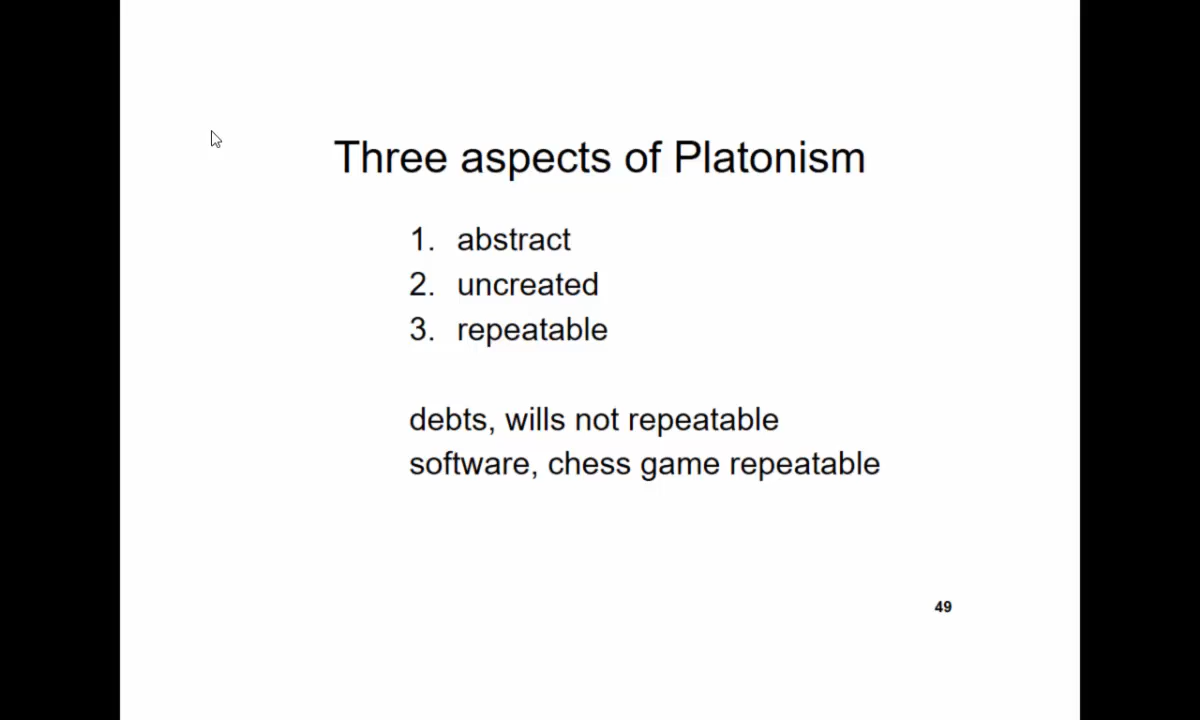 Three aspects of Platonism
1. abstract
2. uncreated
3. repeatable
debts, wills not repeatable
software, chess game repeatable
49